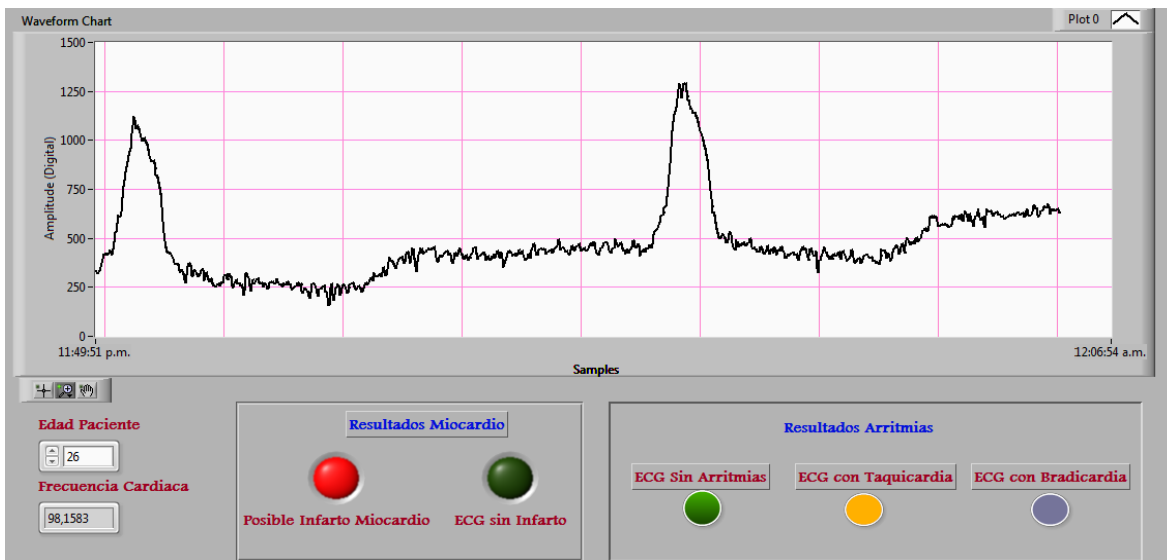 Waveform Chart
Plot 0
1500
1250
1000
750
500
250
0
Amplitude (Digital)
11:49:51 p.m.
12:06:54 a.m.
Samples
Edad Paciente
26
Frecuencia Cardiaca
98,1583
Resultados Miocardio
Posible Infarto Miocardio
ECG sin Infarto
Resultados Arritmias
ECG Sin Arritmias
ECG con Taquicardia
ECG con Bradicardia